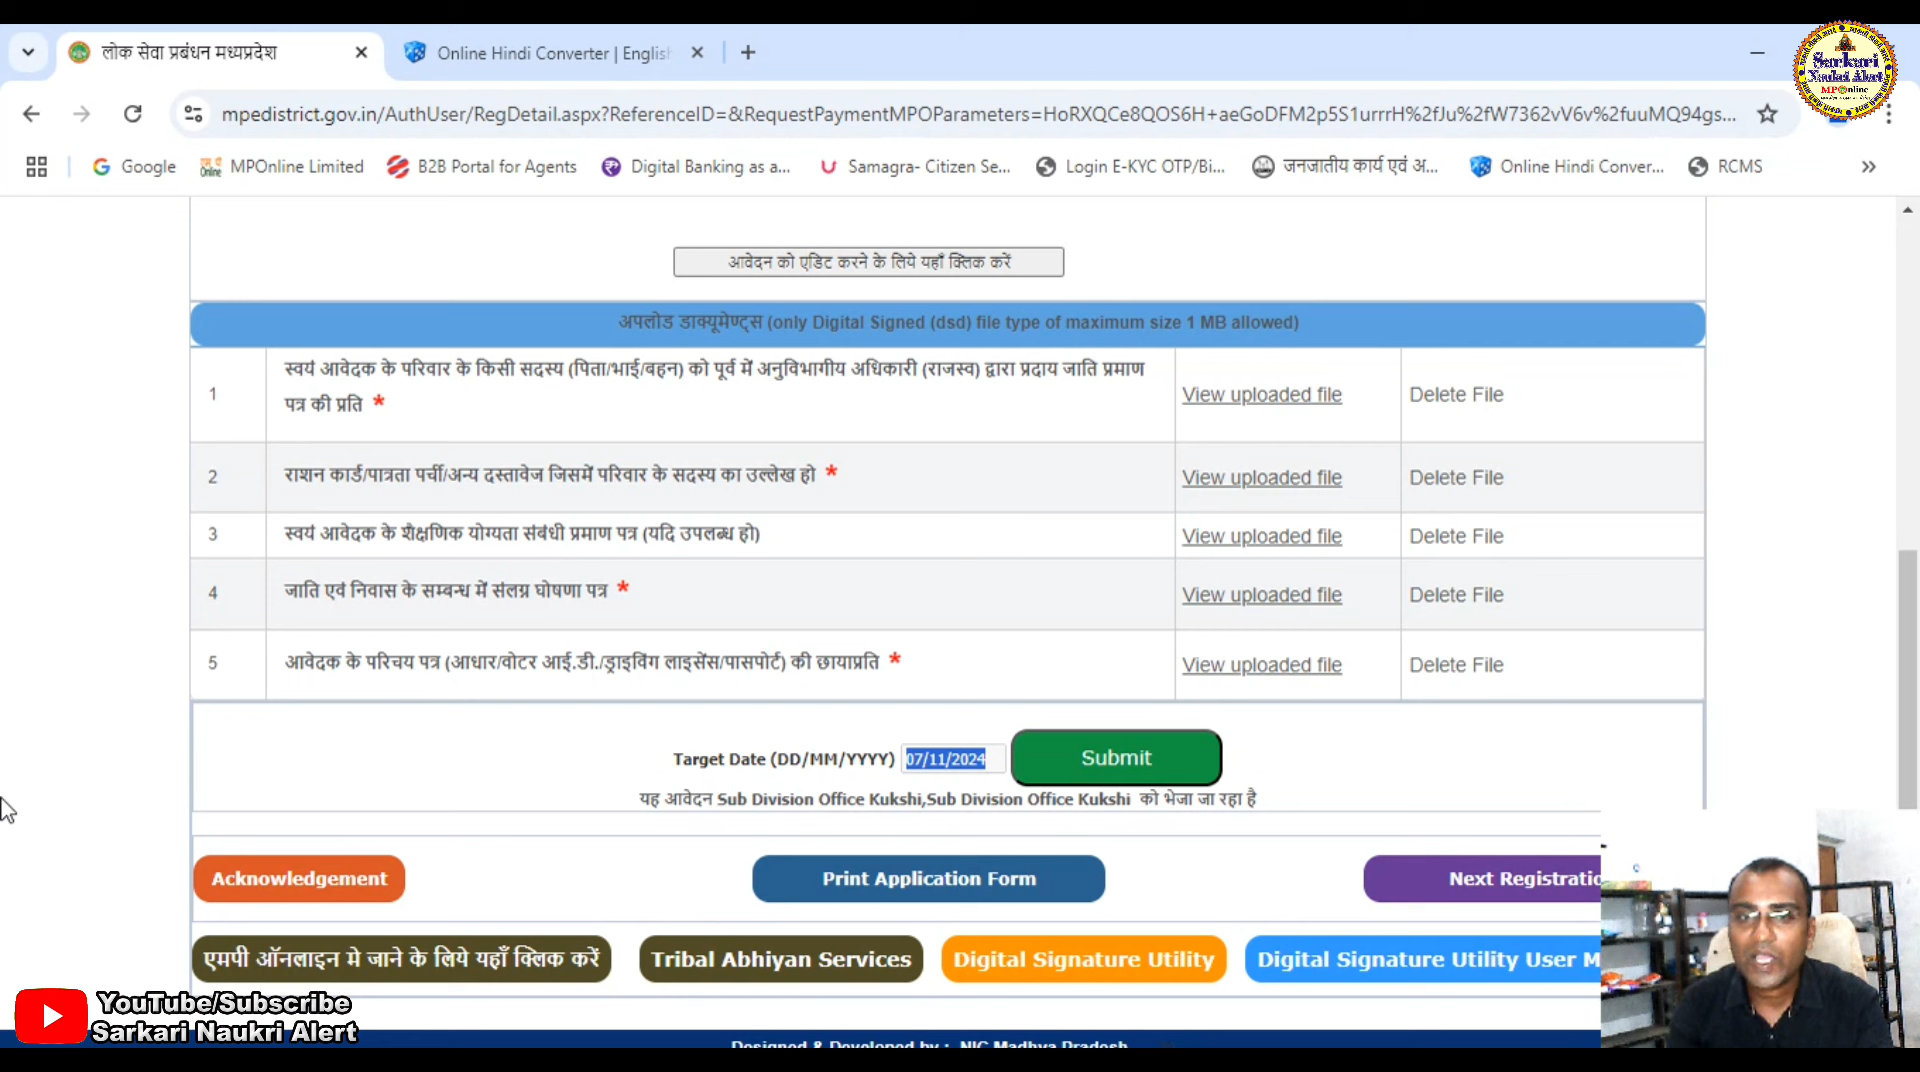 लोक सेवा प्रबंधन मध्यप्रदेश
Online Hindi Converter | English
Sarkari
Naukri Alert
MPOnline
mpedistrict.gov.in/AuthUser/RegDetail.aspx?ReferenceID=&RequestPaymentMPOParameters=HoRXQCe8QOS6H+aeGoDFM2p5S1urrrH%2fJu%2fW7362vV6v%2fuuMQ94gs...
Google
MPOnline Limited
B2B Portal for Agents
Digital Banking as a...
Samagra- Citizen Se...
Login E-KYC OTP/Bi...
जनजातीय कार्य एवं अ...
Online Hindi Conver...
RCMS
आवेदन को एडिट करने के लिये यहाँ क्लिक करें
अपलोड डाक्यूमेण्ट्स (only Digital Signed (dsd) file type of maximum size 1 MB allowed)
1 स्वयं आवेदक के परिवार के किसी सदस्य (पिता/भाई/बहन) को पूर्व में अनुविभागीय अधिकारी (राजस्व) द्वारा प्रदाय जाति प्रमाण
पत्र की प्रति * View uploaded file Delete File
2 राशन कार्ड/पात्रता पर्ची/अन्य दस्तावेज जिसमें परिवार के सदस्य का उल्लेख हो * View uploaded file Delete File
3 स्वयं आवेदक के शैक्षणिक योग्यता संबंधी प्रमाण पत्र (यदि उपलब्ध हो) View uploaded file Delete File
4 जाति एवं निवास के सम्बन्ध में संलग्न घोषणा पत्र * View uploaded file Delete File
5 आवेदक के परिचय पत्र (आधार/वोटर आई.डी./ड्राइविंग लाइसेंस/पासपोर्ट) की छायाप्रति * View uploaded file Delete File
Target Date (DD/MM/YYYY) 07/11/2024 Submit
यह आवेदन Sub Division Office Kukshi,Sub Division Office Kukshi को भेजा जा रहा है
Acknowledgement
Print Application Form
Next Registratio
एमपी ऑनलाइन मे जाने के लिये यहाँ क्लिक करें
Tribal Abhiyan Services
Digital Signature Utility
Digital Signature Utility User M
YouTube/Subscribe
Sarkari Naukri Alert
Designed & Developed by : NIC Madhya Pradesh